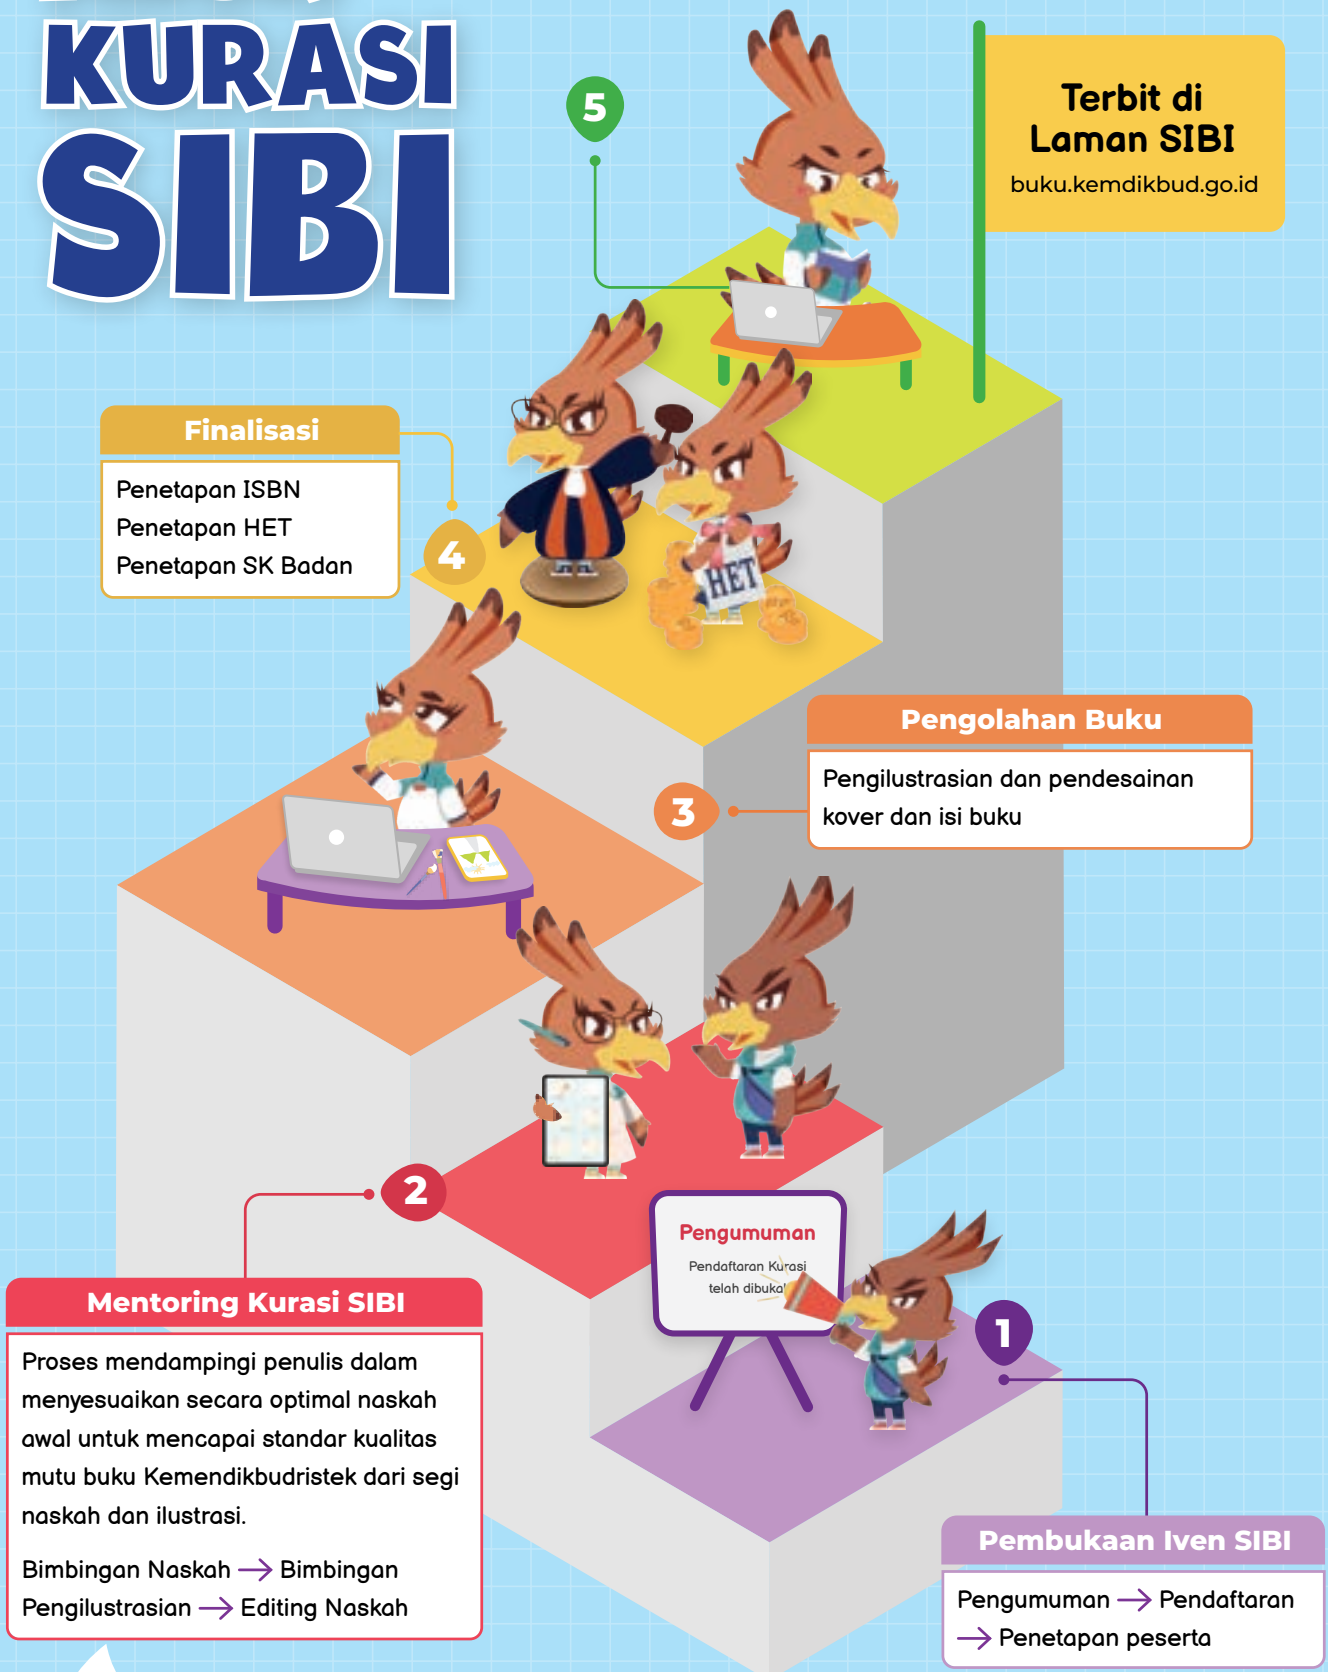 KURASI
SIBI
5
Terbit di
Laman SIBI
buku.kemdikbud.go.id
Finalisasi
Penetapan ISBN
Penetapan HET
Penetapan SK Badan
4
HET
Pengolahan Buku
Pengilustrasian dan pendesainan
kover dan isi buku
3
2
Mentoring Kurasi SIBI
Proses mendampingi penulis dalam
menyesuaikan secara optimal naskah
awal untuk mencapai standar kualitas
mutu buku Kemendikbudristek dari segi
naskah dan ilustrasi.
Bimbingan Naskah → Bimbingan
Pengilustrasian → Editing Naskah
Pengumuman
Pendaftaran Kurasi
telah dibuka
1
Pembukaan Iven SIBI
Pengumuman → Pendaftaran
→ Penetapan peserta